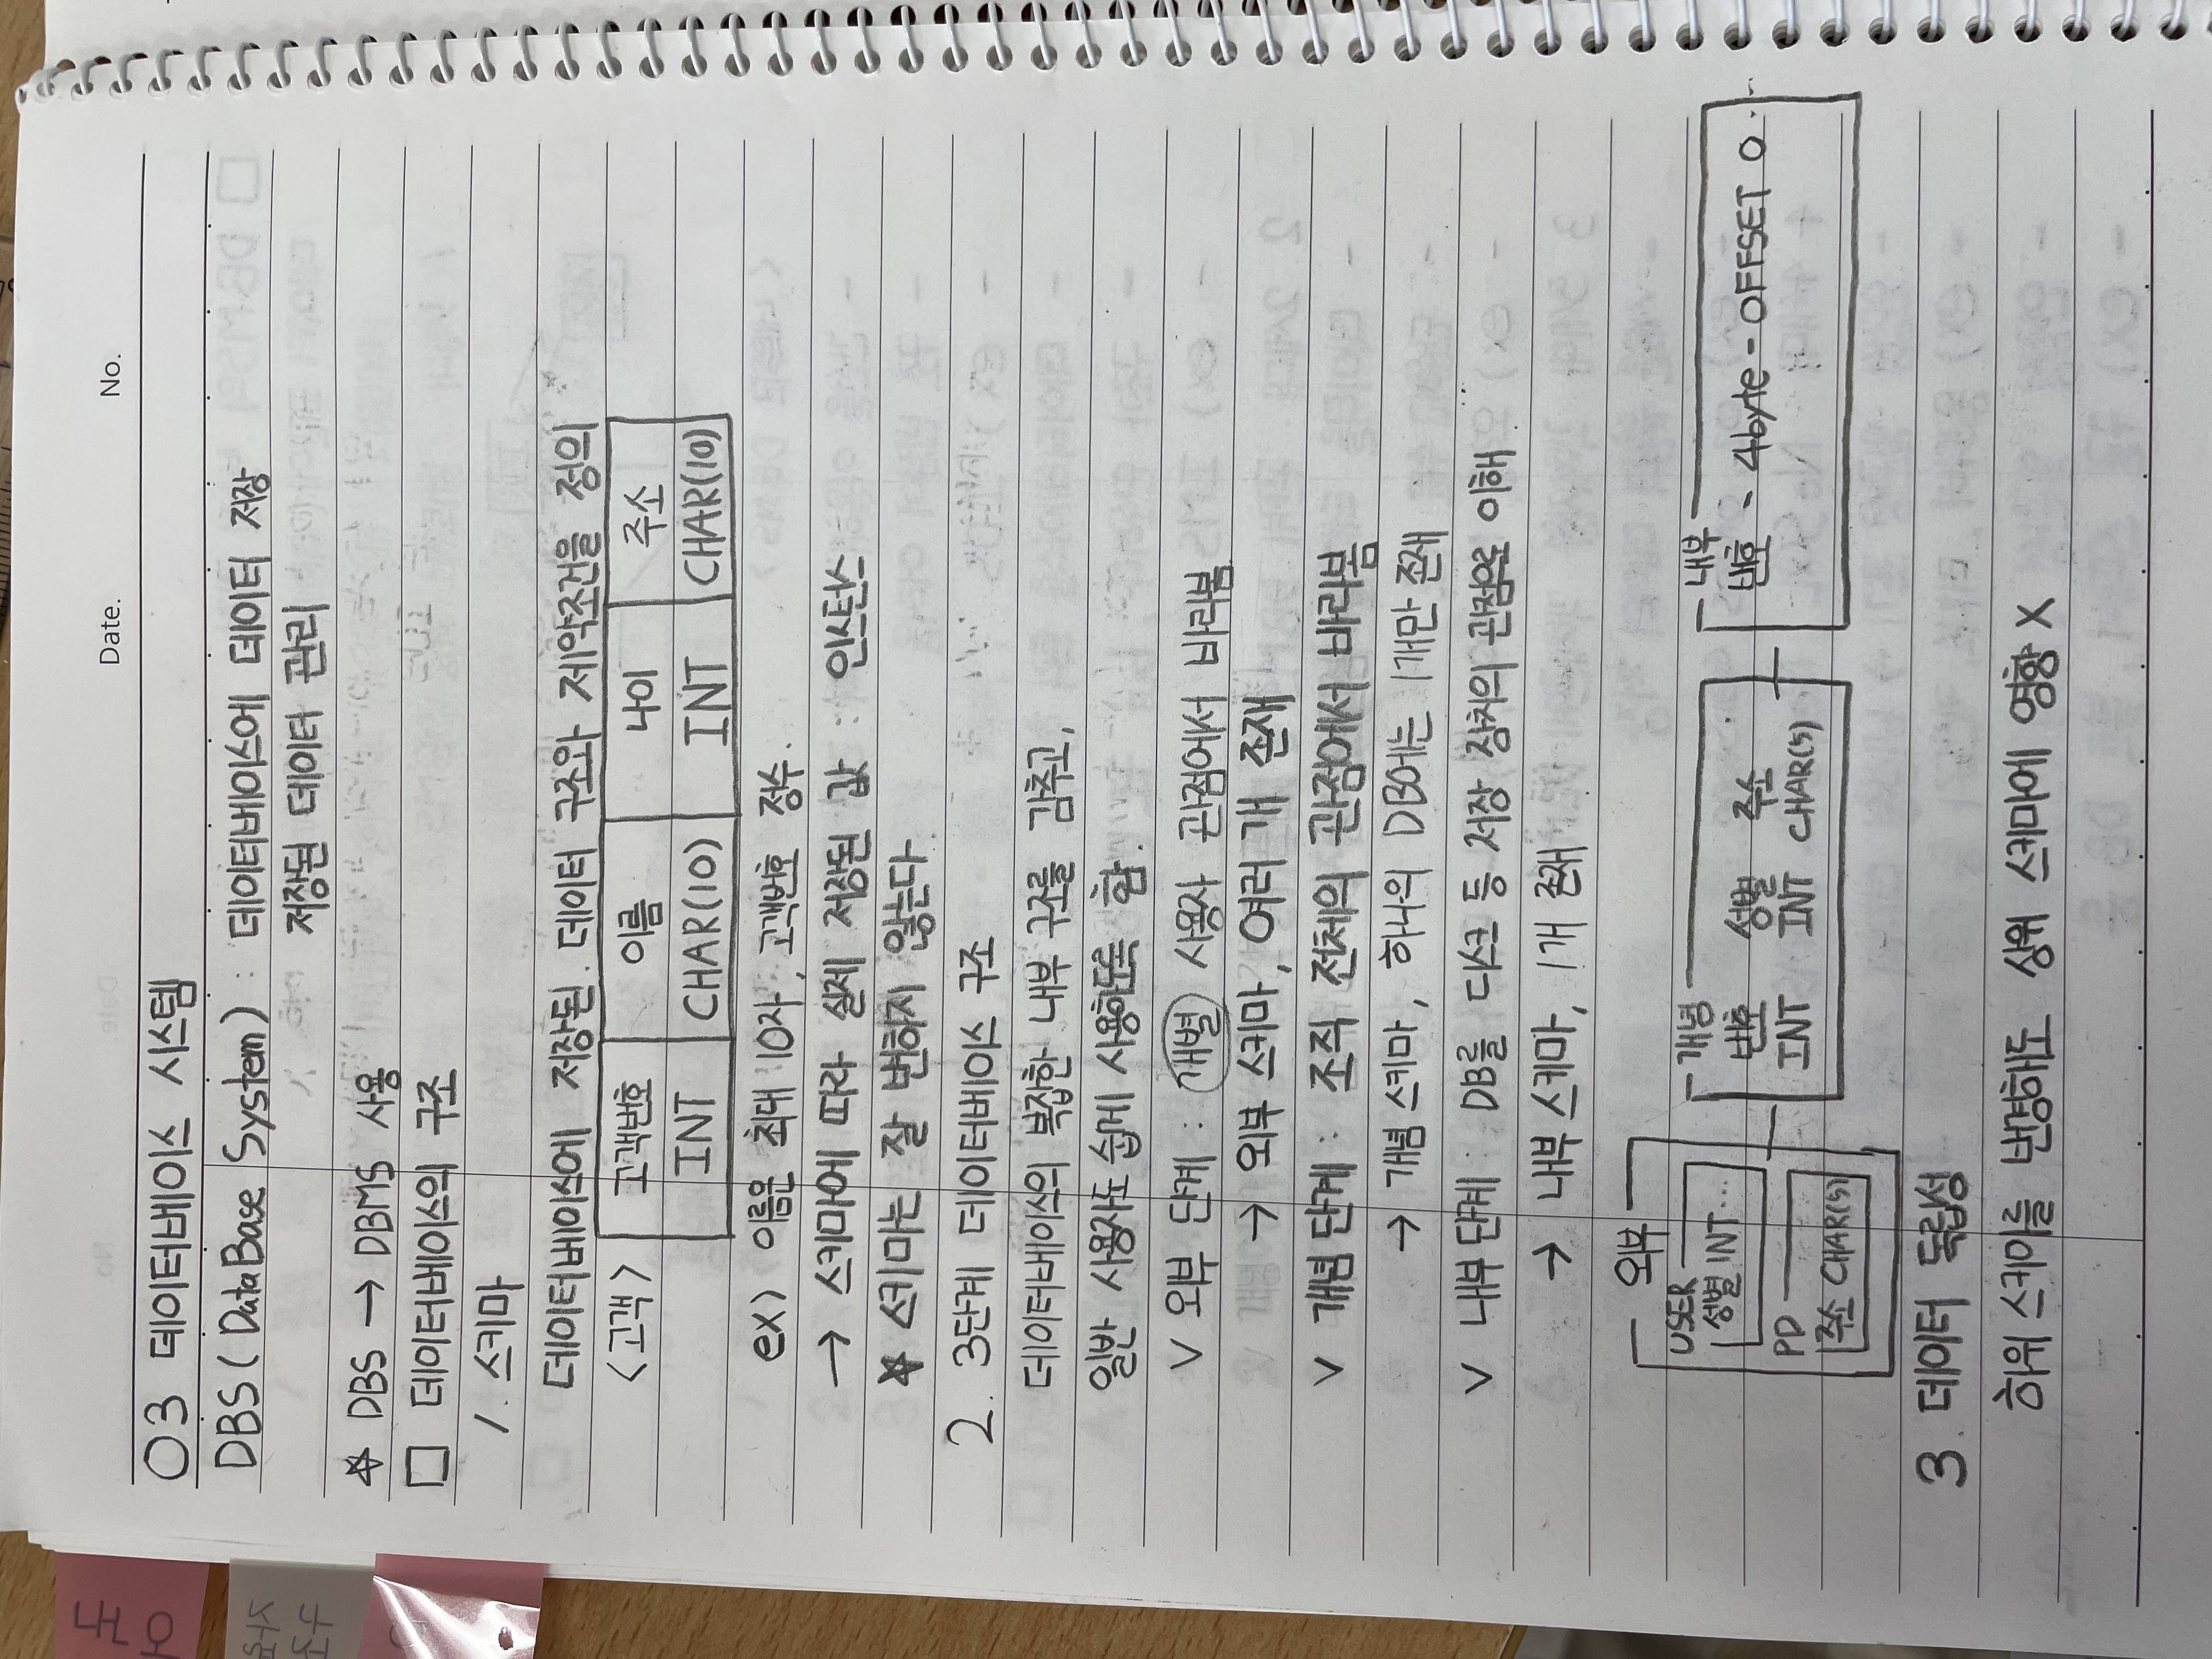 Date. No.
03 데이터베이스 시스템
DBS (DataBase System) : 데이터베이스에 데이터 저장
저장된 데이터 관리
☆ DBS → DBMS 사용
□ 데이터베이스의 구조
1. 스키마
데이터베이스에 저장된 데이터 구조와 제약조건을 정의
<고객> 고객번호 이름 나이 주소
INT CHAR(10) INT CHAR(10)
ex) 이름은 최대 10자, 고객번호 정수.
→ 스키마에 따라 실제 저장된 값 : 인스턴스
☆ 스키마는 잘 변하지 않는다
2. 3단계 데이터베이스 구조
데이터베이스의 복잡한 내부 구조를 감추고,
일반 사용자도 쉽게 사용하도록 함.
V 외부 단계 : 개별 사용자 관점에서 바라봄
→ 외부 스키마, 여러 개 존재
V 개념 단계 : 조직 전체의 관점에서 바라봄
→ 개념 스키마, 하나의 DB에는 1개만 존재
V 내부 단계 : DB를 디스크 등 저장 장치의 관점으로 이해
→ 내부 스키마, 1개 존재
외부
USER
성별 INT ...
PD
주소 CHAR(5)
개념
번호 성별 주소
INT INT CHAR(5)
내부
번호 - 4byte - OFFSET 0 ...
3. 데이터 독립성
하위 스키마를 변경해도 상위 스키마에 영향 X
자료
구조